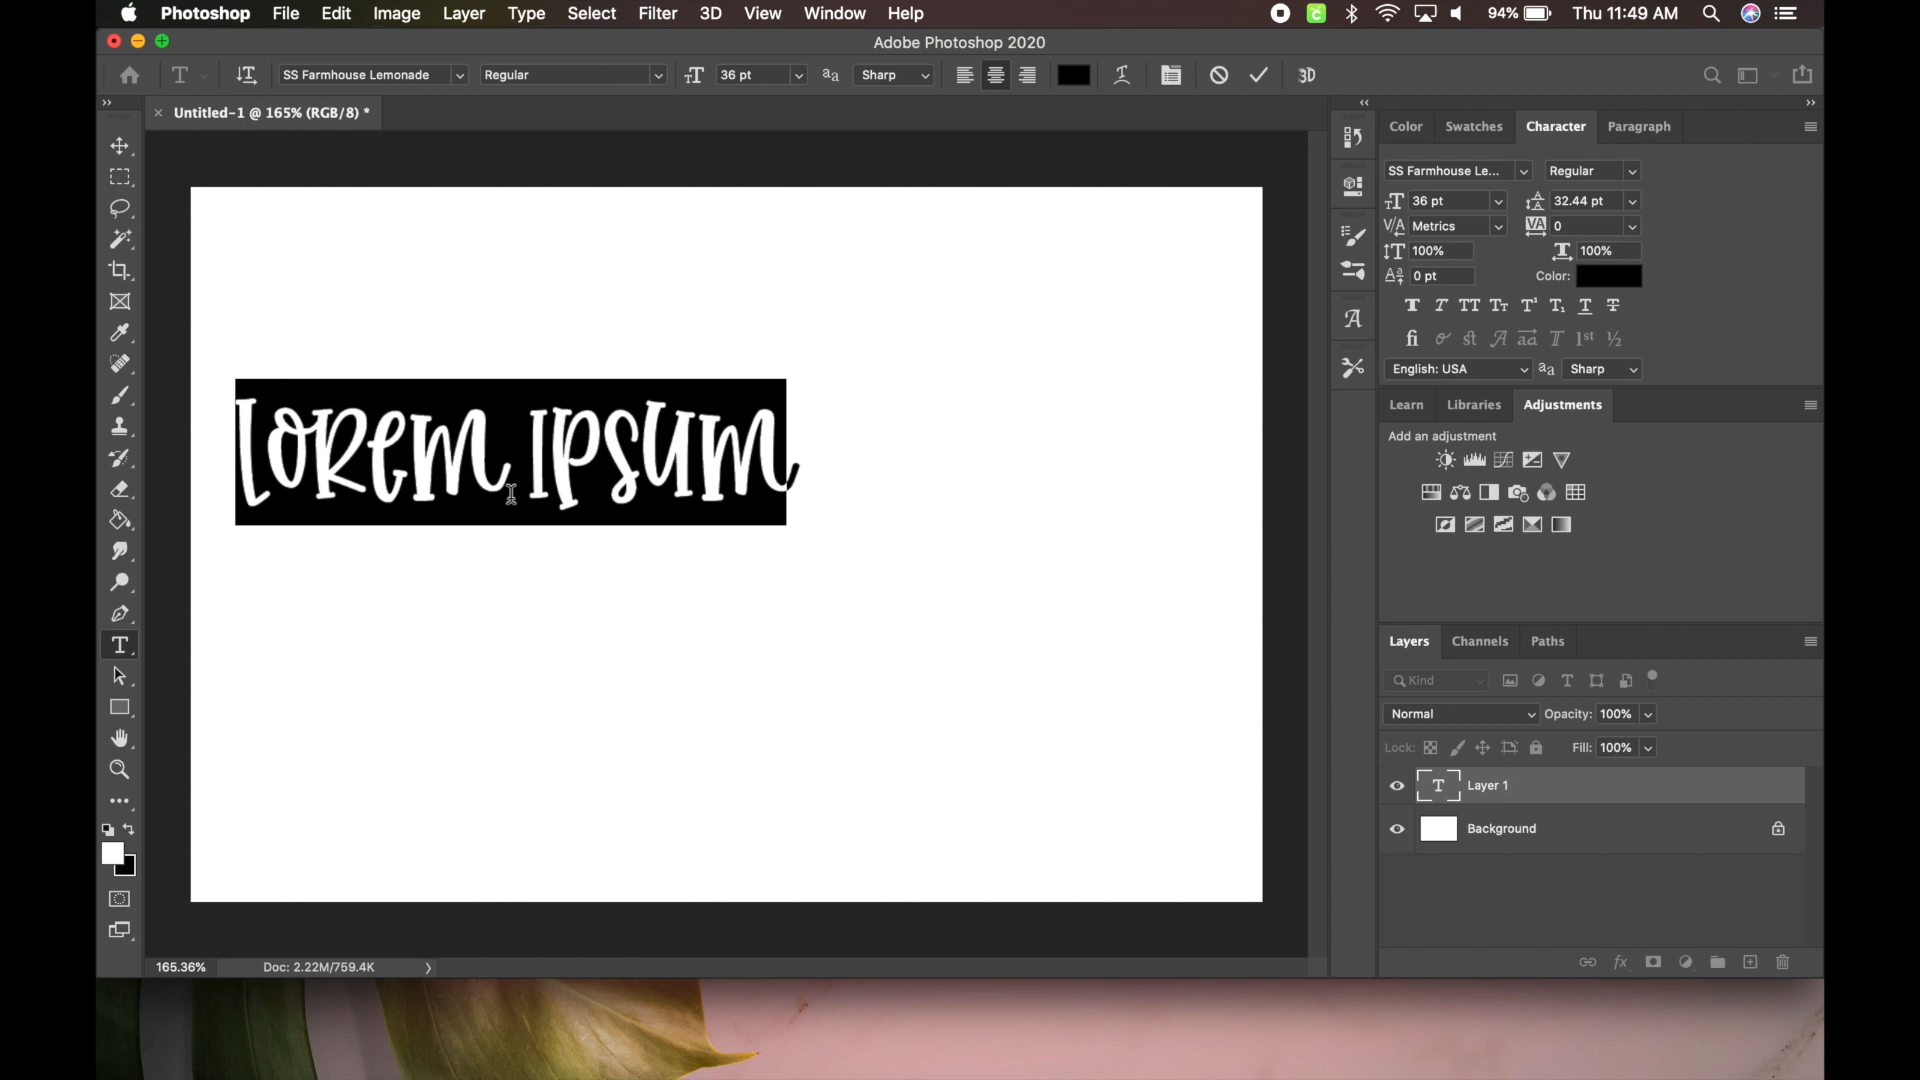 Photoshop File Edit Image Layer Type Select Filter 3D View Window Help 94% Thu 11:49 AM
Adobe Photoshop 2020
SS Farmhouse Lemonade Regular 36 pt Sharp 3D
Untitled-1 @ 165% (RGB/8) *
Color Swatches Character Paragraph
SS Farmhouse Le... Regular
36 pt 32.44 pt
Metrics 0
100% 100%
0 pt Color:
English: USA Sharp
Learn Libraries Adjustments
Add an adjustment
Lorem Ipsum
Layers Channels Paths
Kind
Normal Opacity: 100%
Lock: Fill: 100%
Layer 1
Background
165.36% Doc: 2.22M/759.4K